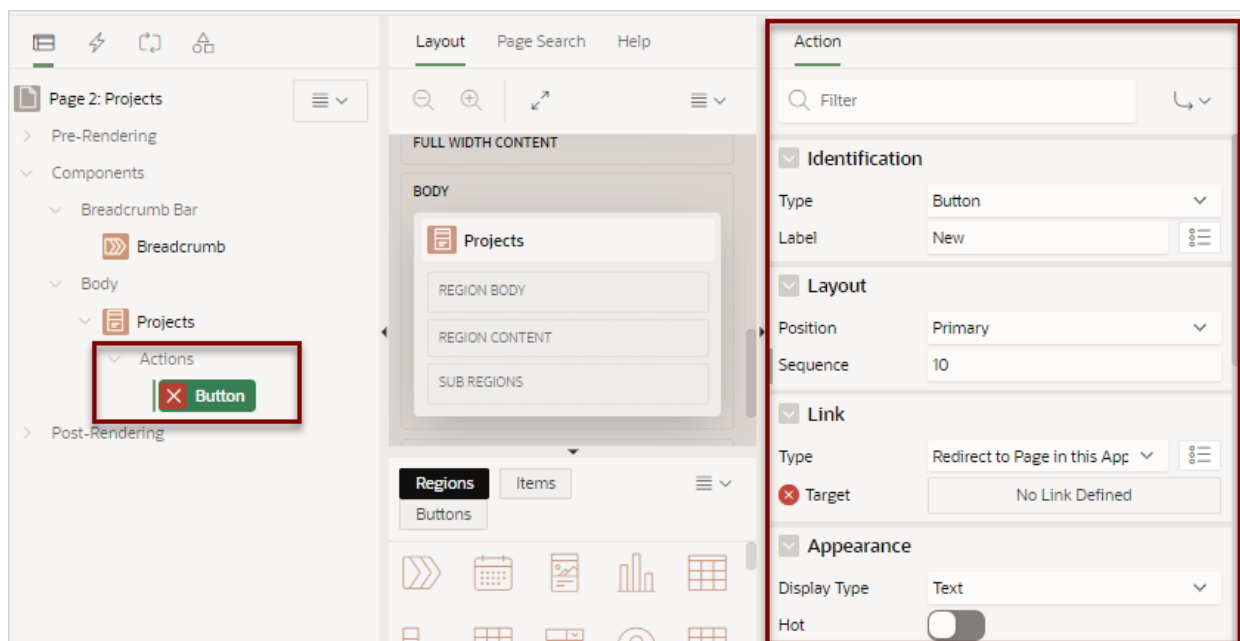 Page 2: Projects
Pre-Rendering
Components
Breadcrumb Bar
Breadcrumb
Body
Projects
Actions
Button
Post-Rendering
Layout Page Search Help
FULL WIDTH CONTENT
BODY
Projects
REGION BODY
REGION CONTENT
SUB REGIONS
Regions Items
Buttons
Action
Filter
Identification
Type Button
Label New
Layout
Position Primary
Sequence 10
Link
Type Redirect to Page in this App
Target No Link Defined
Appearance
Display Type Text
Hot